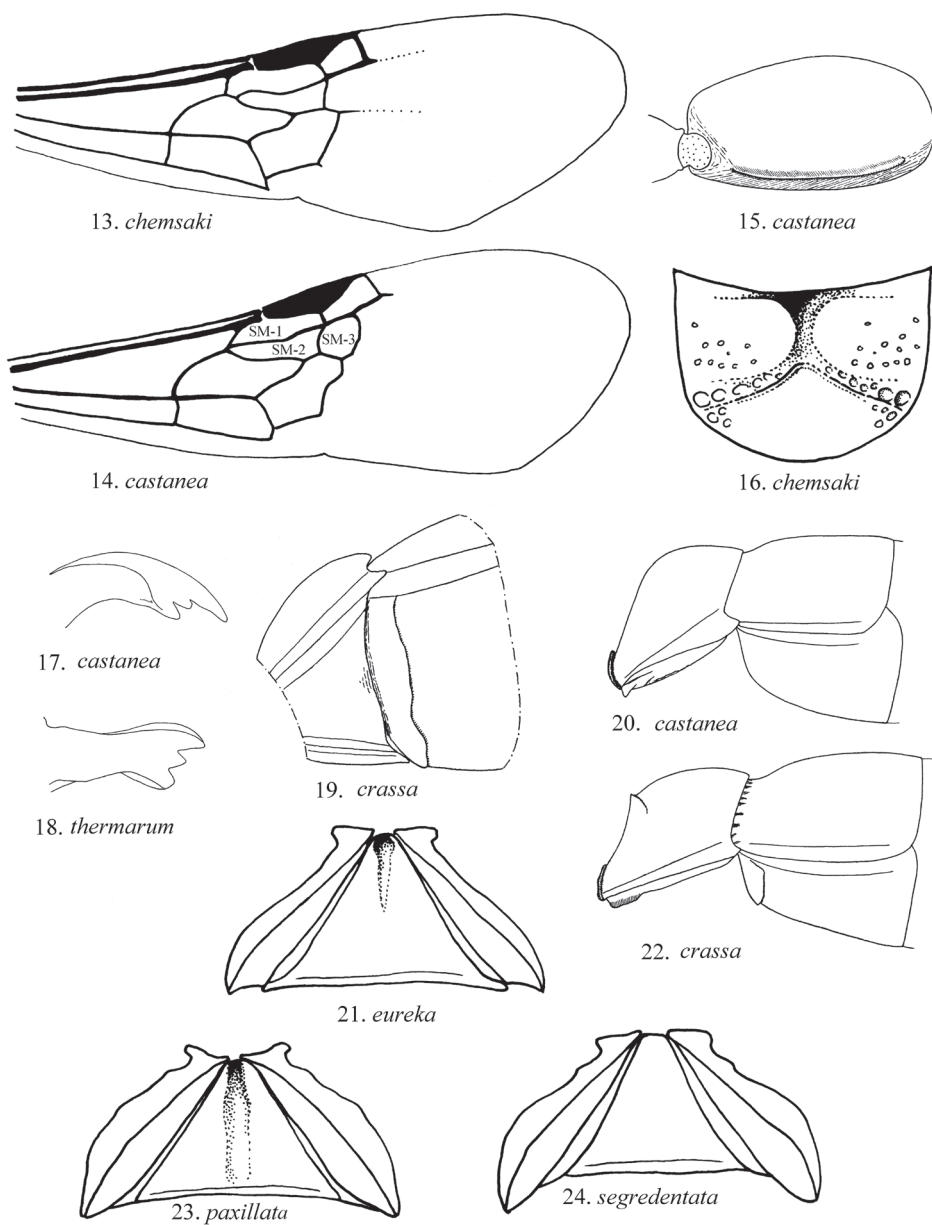 13. chemsaki
15. castanea
SM-1
SM-2
SM-3
14. castanea
16. chemsaki
17. castanea
18. thermarum
19. crassa
20. castanea
21. eureka
22. crassa
23. paxillata
24. segredentata